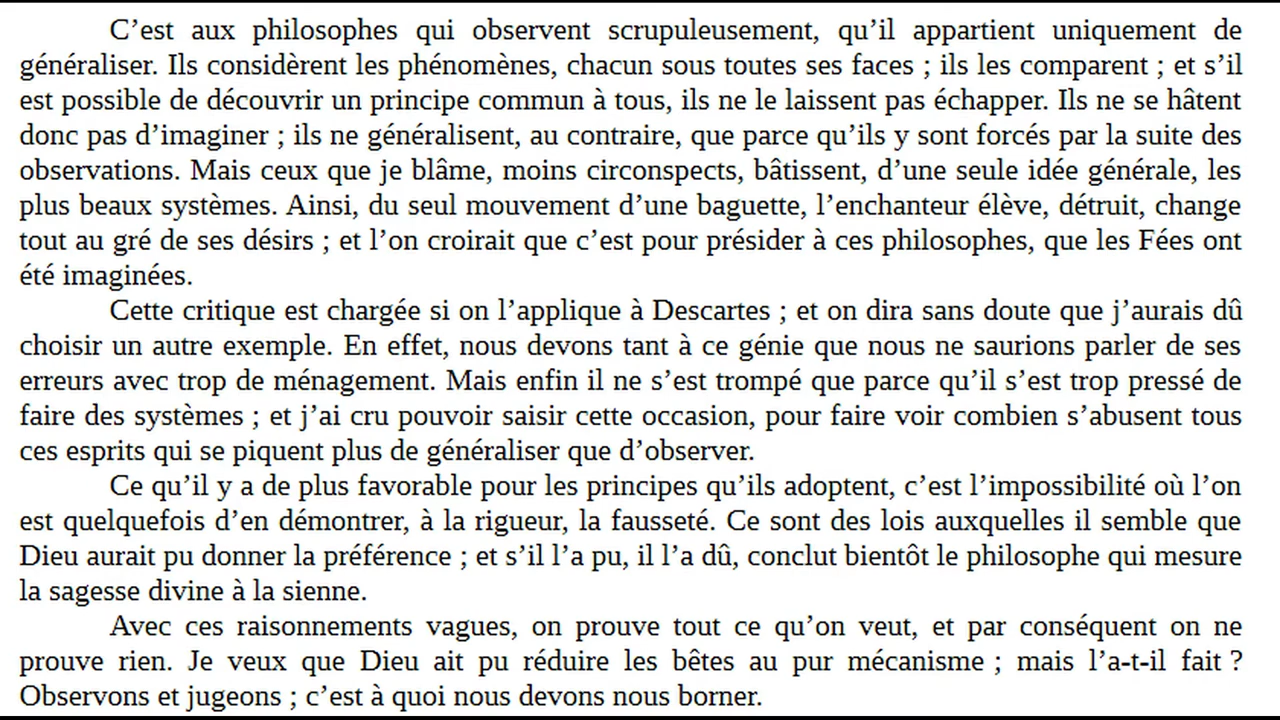 C’est aux philosophes qui observent scrupuleusement, qu’il appartient uniquement de
généraliser. Ils considèrent les phénomènes, chacun sous toutes ses faces ; ils les comparent ; et s’il
est possible de découvrir un principe commun à tous, ils ne le laissent pas échapper. Ils ne se hâtent
donc pas d’imaginer ; ils ne généralisent, au contraire, que parce qu’ils y sont forcés par la suite des
observations. Mais ceux que je blâme, moins circonspects, bâtissent, d’une seule idée générale, les
plus beaux systèmes. Ainsi, du seul mouvement d’une baguette, l’enchanteur élève, détruit, change
tout au gré de ses désirs ; et l’on croirait que c’est pour présider à ces philosophes, que les Fées ont
été imaginées.
Cette critique est chargée si on l’applique à Descartes ; et on dira sans doute que j’aurais dû
choisir un autre exemple. En effet, nous devons tant à ce génie que nous ne saurions parler de ses
erreurs avec trop de ménagement. Mais enfin il ne s’est trompé que parce qu’il s’est trop pressé de
faire des systèmes ; et j’ai cru pouvoir saisir cette occasion, pour faire voir combien s’abusent tous
ces esprits qui se piquent plus de généraliser que d’observer.
Ce qu’il y a de plus favorable pour les principes qu’ils adoptent, c’est l’impossibilité où l’on
est quelquefois d’en démontrer, à la rigueur, la fausseté. Ce sont des lois auxquelles il semble que
Dieu aurait pu donner la préférence ; et s’il l’a pu, il l’a dû, conclut bientôt le philosophe qui mesure
la sagesse divine à la sienne.
Avec ces raisonnements vagues, on prouve tout ce qu’on veut, et par conséquent on ne
prouve rien. Je veux que Dieu ait pu réduire les bêtes au pur mécanisme ; mais l’a-t-il fait ?
Observons et jugeons ; c’est à quoi nous devons nous borner.